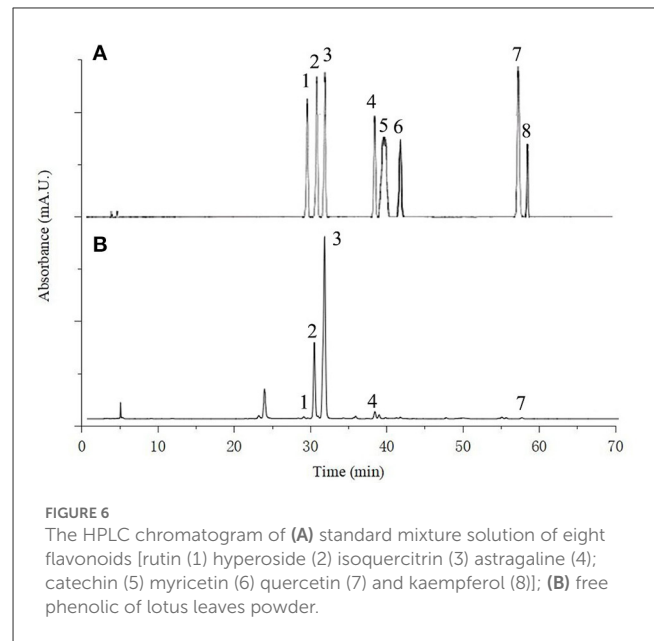 A
1
2
3
4
5
6
7
8
Absorbance (mA.U.)
B
1
2
3
4
7
0 10 20 30 40 50 60 70
Time (min)
FIGURE 6
The HPLC chromatogram of (A) standard mixture solution of eight
flavonoids [rutin (1) hyperoside (2) isoquercitrin (3) astragaline (4);
catechin (5) myricetin (6) quercetin (7) and kaempferol (8)]; (B) free
phenolic of lotus leaves powder.